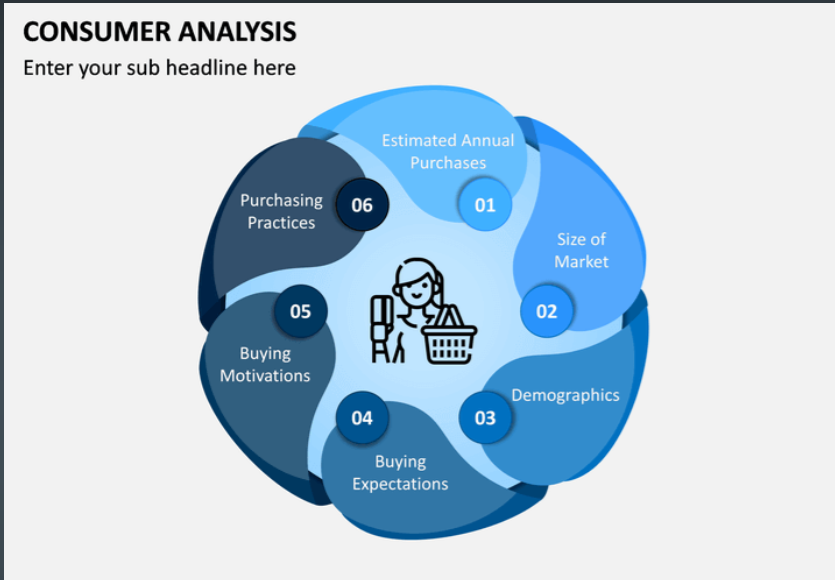 CONSUMER ANALYSIS
Enter your sub headline here
Estimated Annual
Purchases
01
Size of
Market
02
Demographics
03
04
Buying
Expectations
05
Buying
Motivations
06
Purchasing
Practices